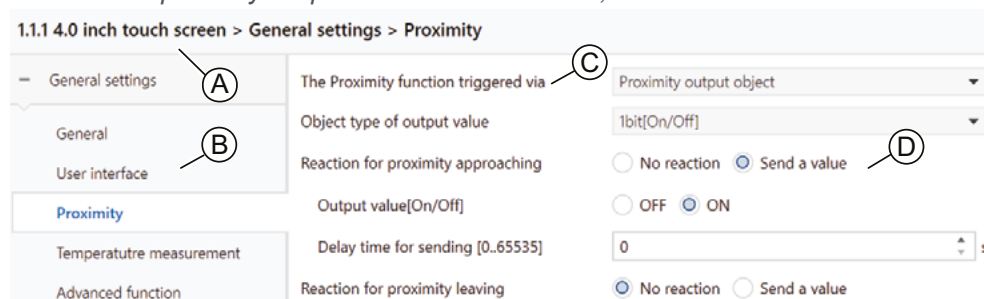 1.1.1 4.0 inch touch screen > General settings > Proximity
A
C
– General settings
The Proximity function triggered via
Proximity output object
General
B
Object type of output value
1bit[On/Off]
User interface
Reaction for proximity approaching
No reaction
Send a value
D
Proximity
Output value[On/Off]
OFF
ON
Temperatutre measurement
Delay time for sending [0..65535]
0
s
Advanced function
Reaction for proximity leaving
No reaction
Send a value